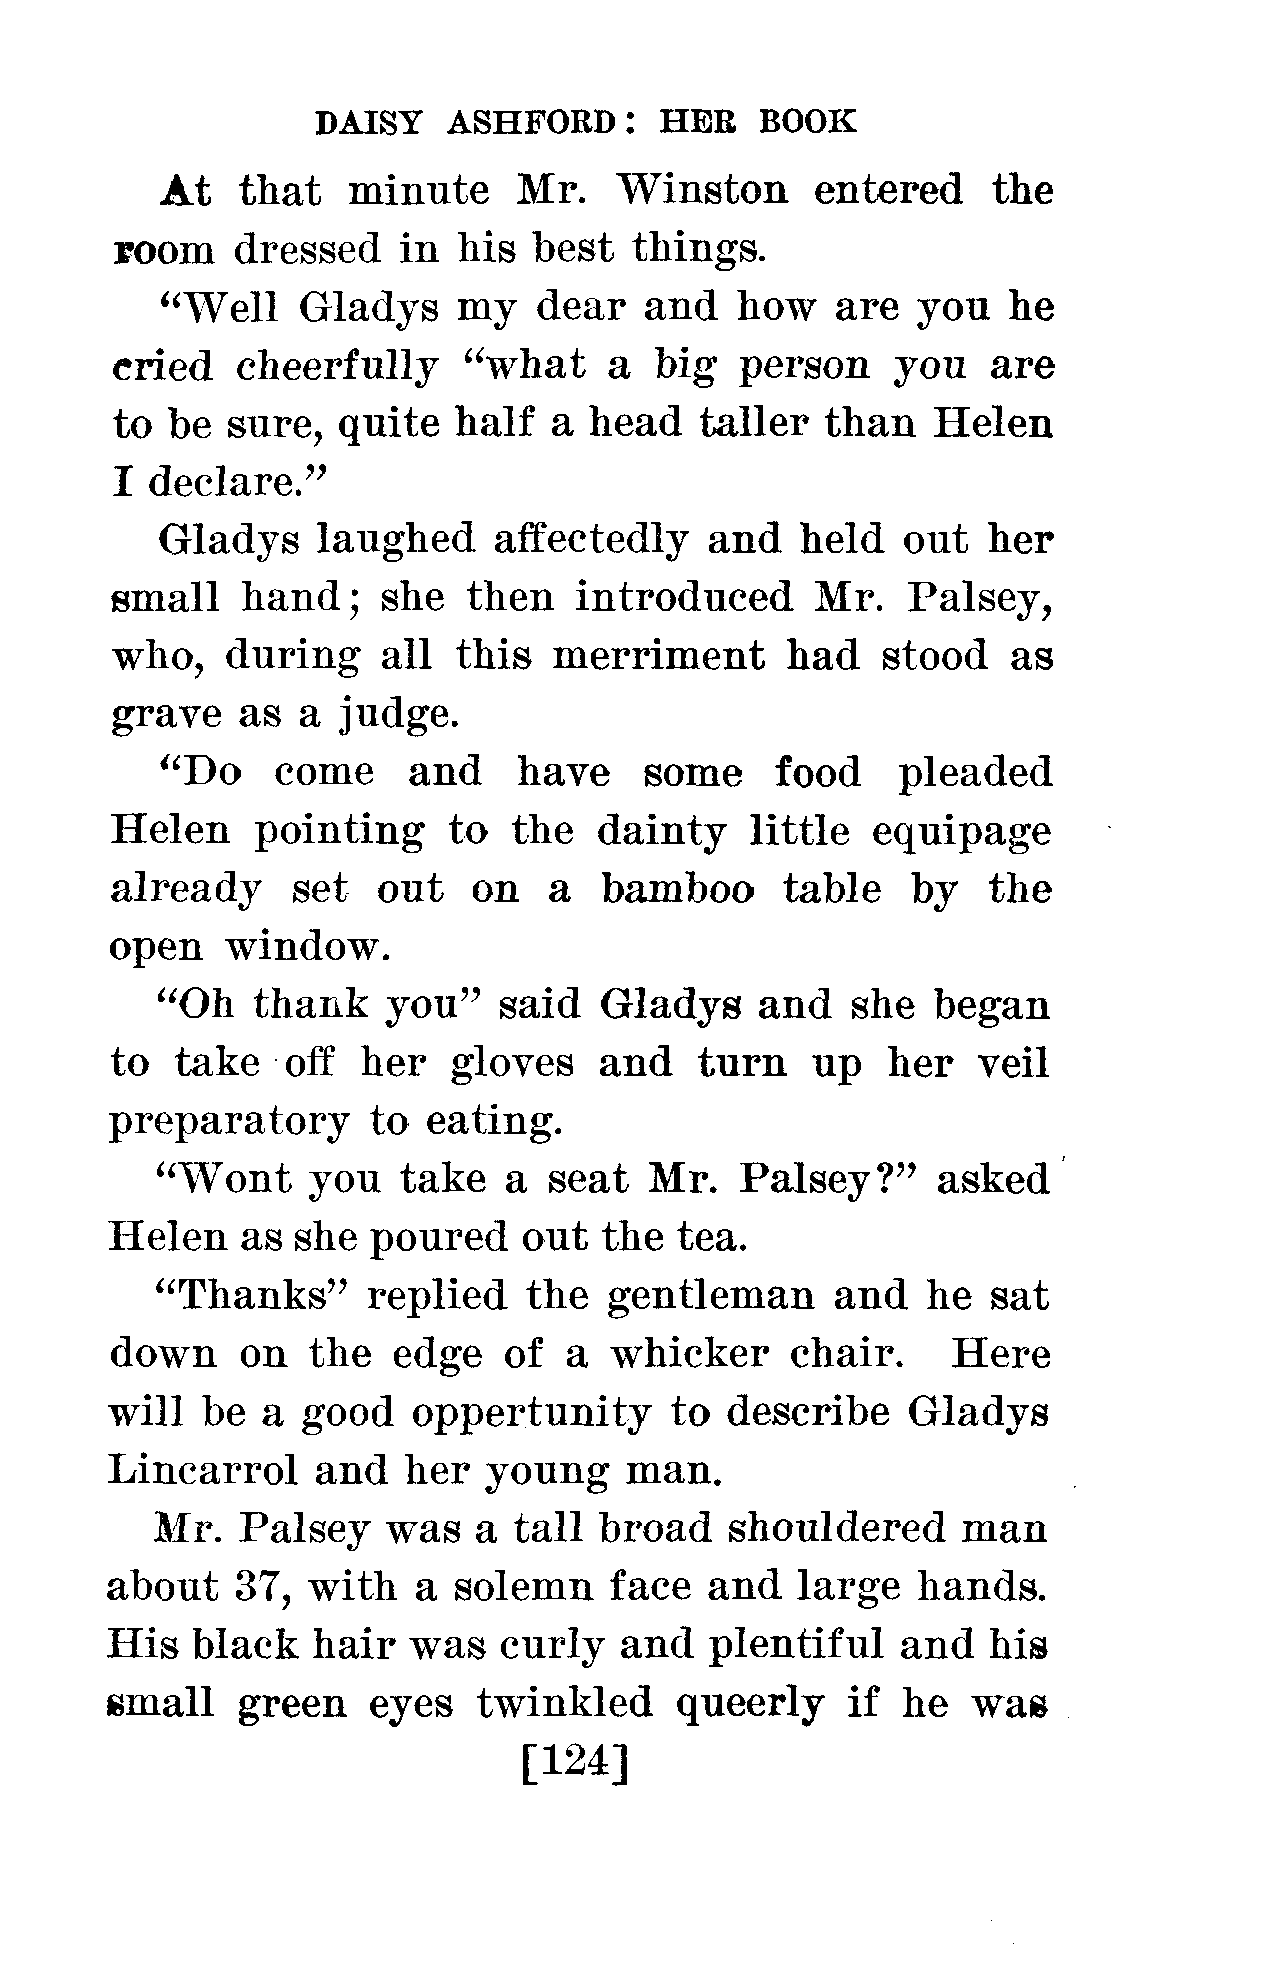 DAISY ASHFORD: HER BOOK
At that minute Mr. Winston entered the
room dressed in his best things.
“Well Gladys my dear and how are you he
cried cheerfully “what a big person you are
to be sure, quite half a head taller than Helen
I declare.”
Gladys laughed affectedly and held out her
small hand; she then introduced Mr. Palsey,
who, during all this merriment had stood as
grave as a judge.
“Do come and have some food pleaded
Helen pointing to the dainty little equipage
already set out on a bamboo table by the
open window.
“Oh thank you” said Gladys and she began
to take off her gloves and turn up her veil
preparatory to eating.
“Wont you take a seat Mr. Palsey?” asked
Helen as she poured out the tea.
“Thanks” replied the gentleman and he sat
down on the edge of a whicker chair. Here
will be a good oppertunity to describe Gladys
Lincarrol and her young man.
Mr. Palsey was a tall broad shouldered man
about 37, with a solemn face and large hands.
His black hair was curly and plentiful and his
small green eyes twinkled queerly if he was
[124]